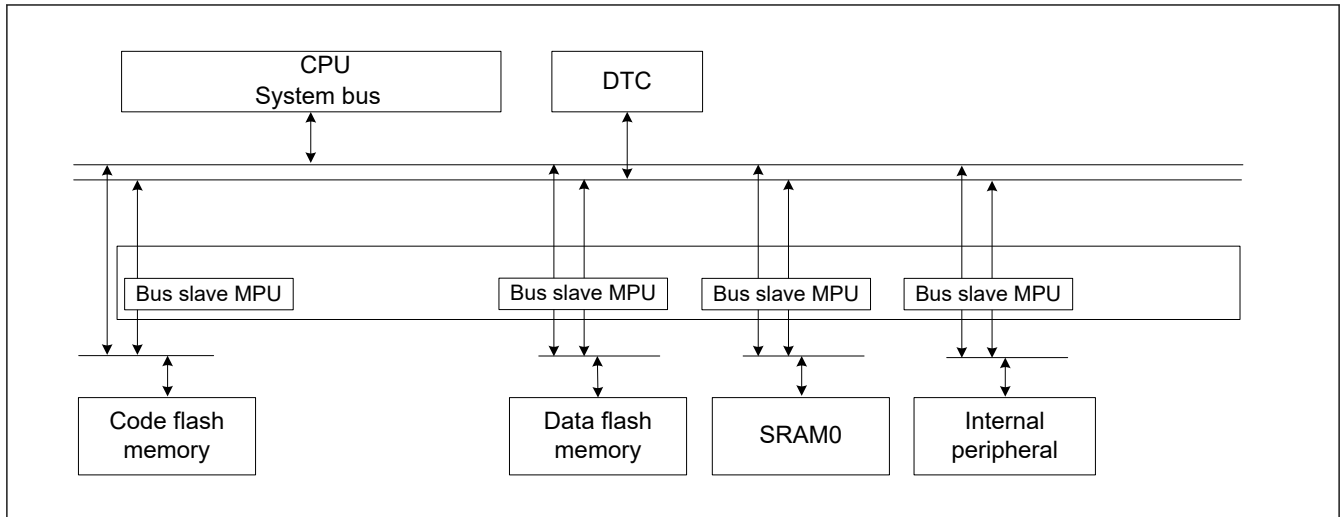 CPU
System bus
DTC
Bus slave MPU
Bus slave MPU
Bus slave MPU
Bus slave MPU
Code flash
memory
Data flash
memory
SRAM0
Internal
peripheral